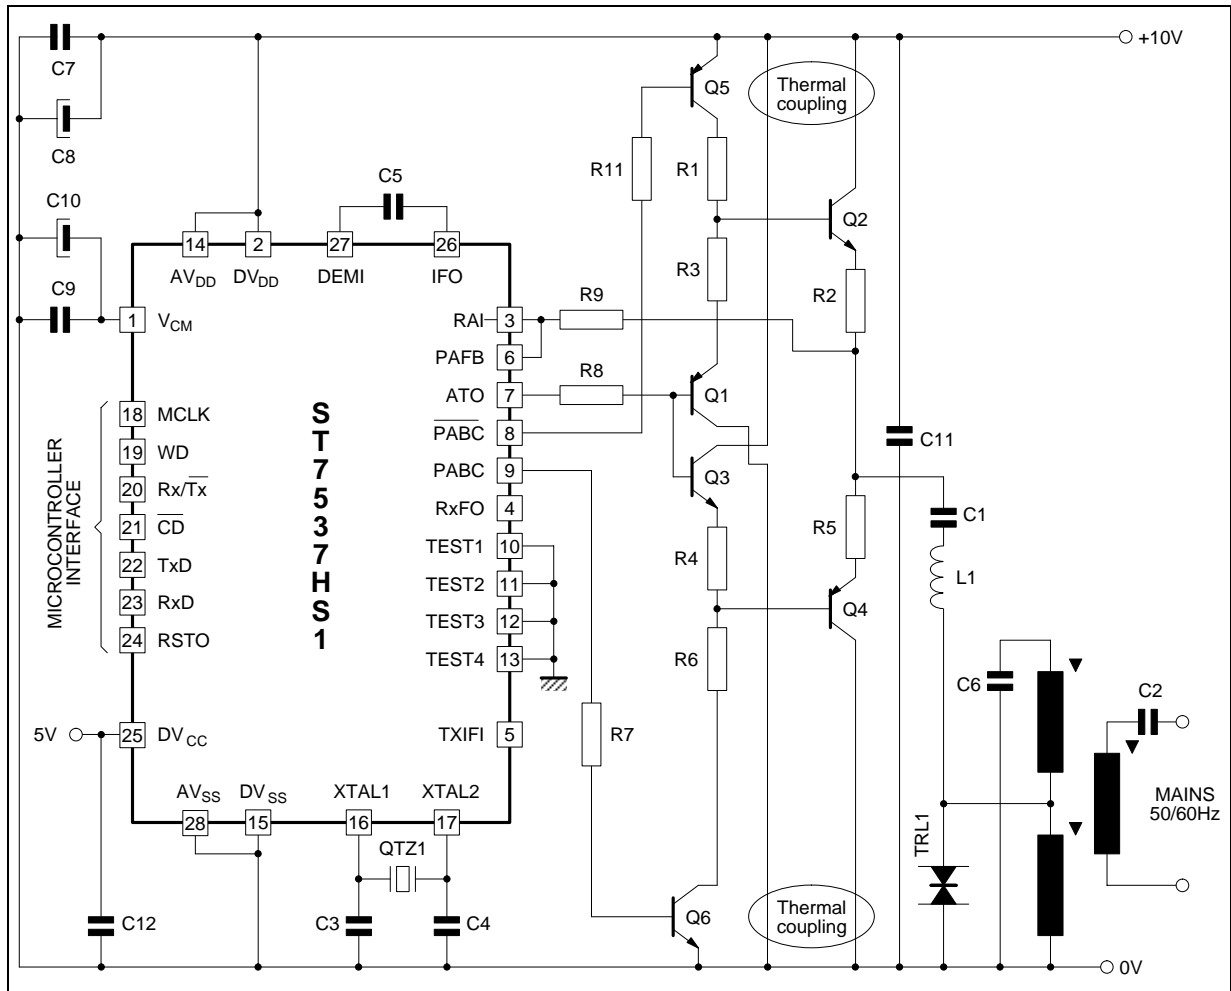 +10V
C7
Q5
Thermal
coupling
C8
C5
R11
R1
C10
Q2
14
2
27
26
AVDD
DVDD
DEMI
IFO
R3
C9
R9
R2
1
VCM
RAI
3
PAFB
6
R8
ATO
7
Q1
18
MCLK
PABC
8
C11
19
WD
PABC
9
Q3
20
Rx/Tx
RxFO
4
C1
21
CD
TEST1
10
R5
22
TxD
TEST2
11
R4
L1
23
RxD
TEST3
12
Q4
24
RSTO
TEST4
13
R6
MICROCONTROLLER
INTERFACE
ST7537HS1
C6
C2
5V
25
DVCC
TXIFI
5
R7
AVSS
DVSS
XTAL1
XTAL2
MAINS
50/60Hz
28
15
16
17
TRL1
QTZ1
C12
C3
C4
Q6
Thermal
coupling
0V